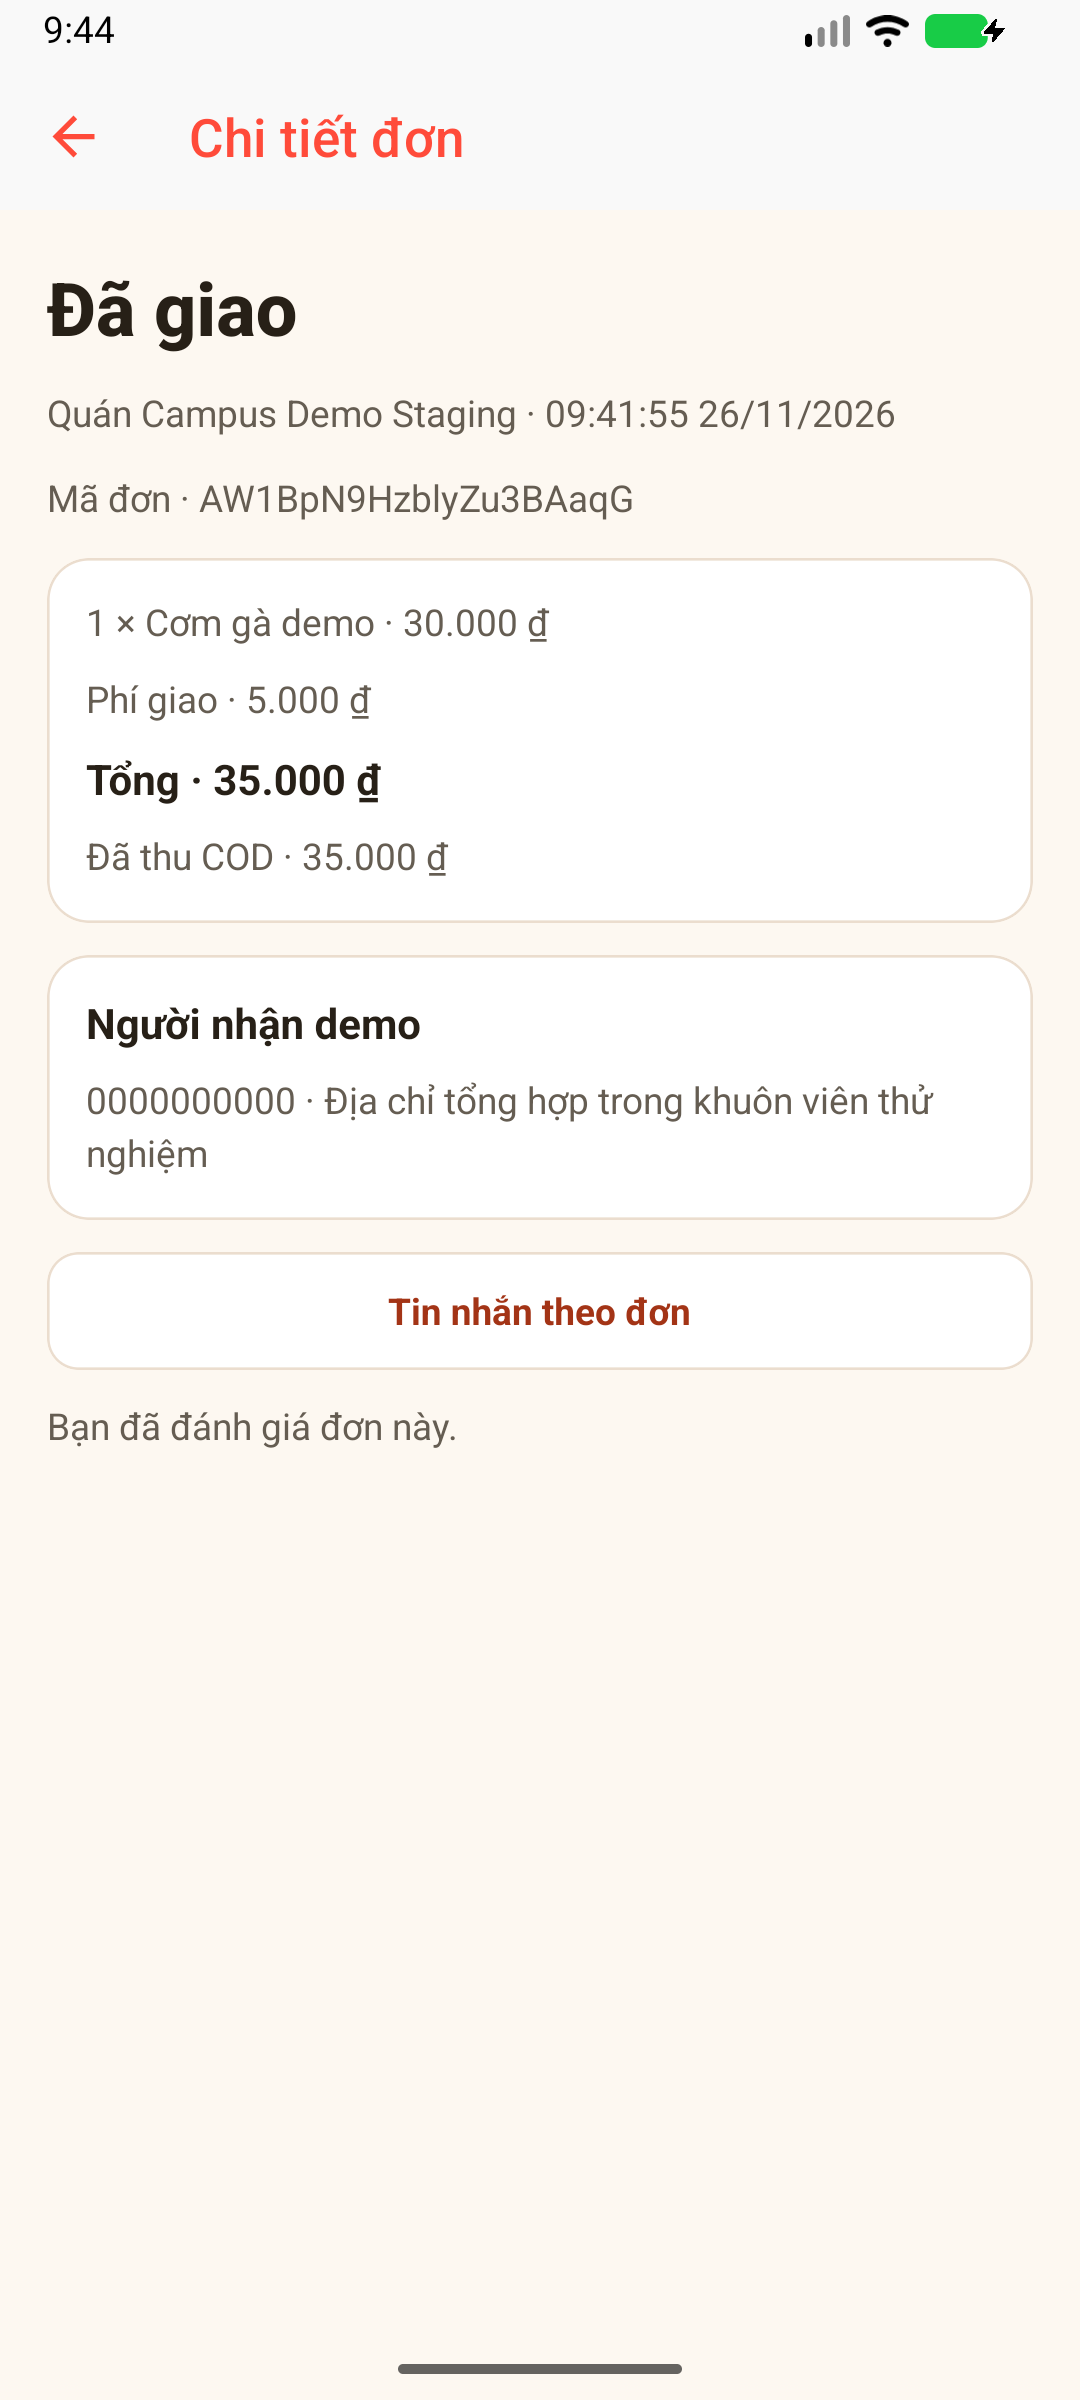 9:44
Chi tiết đơn
Đã giao
Quán Campus Demo Staging · 09:41:55 26/11/2026
Mã đơn · AW1BpN9HzblyZu3BAaqG
1 × Cơm gà demo · 30.000 ₫
Phí giao · 5.000 ₫
Tổng · 35.000 ₫
Đã thu COD · 35.000 ₫
Người nhận demo
0000000000 · Địa chỉ tổng hợp trong khuôn viên thử
nghiệm
Tin nhắn theo đơn
Bạn đã đánh giá đơn này.